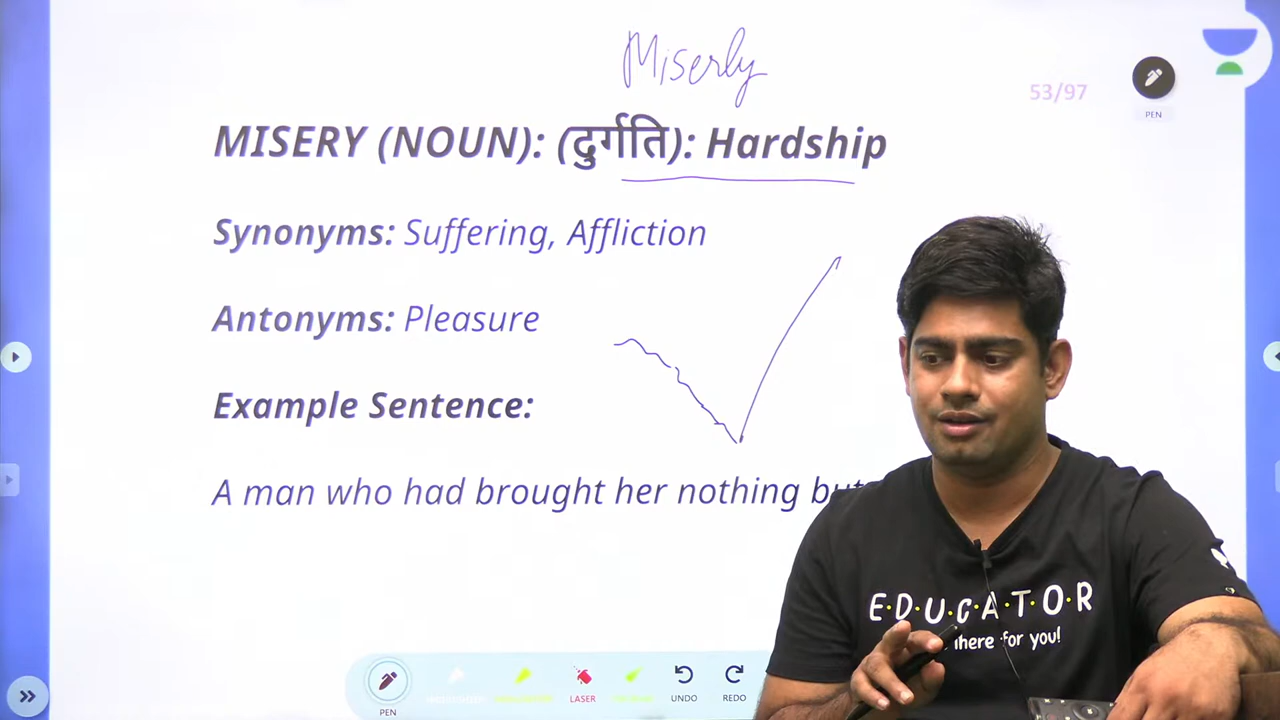 Miserly
53/97
PEN
MISERY (NOUN): (दुर्गति): Hardship
Synonyms: Suffering, Affliction
Antonyms: Pleasure
Example Sentence:
A man who had brought her nothing but
E·D·U·C·A·T·O·R
here for you!
PEN
LASER
UNDO
REDO